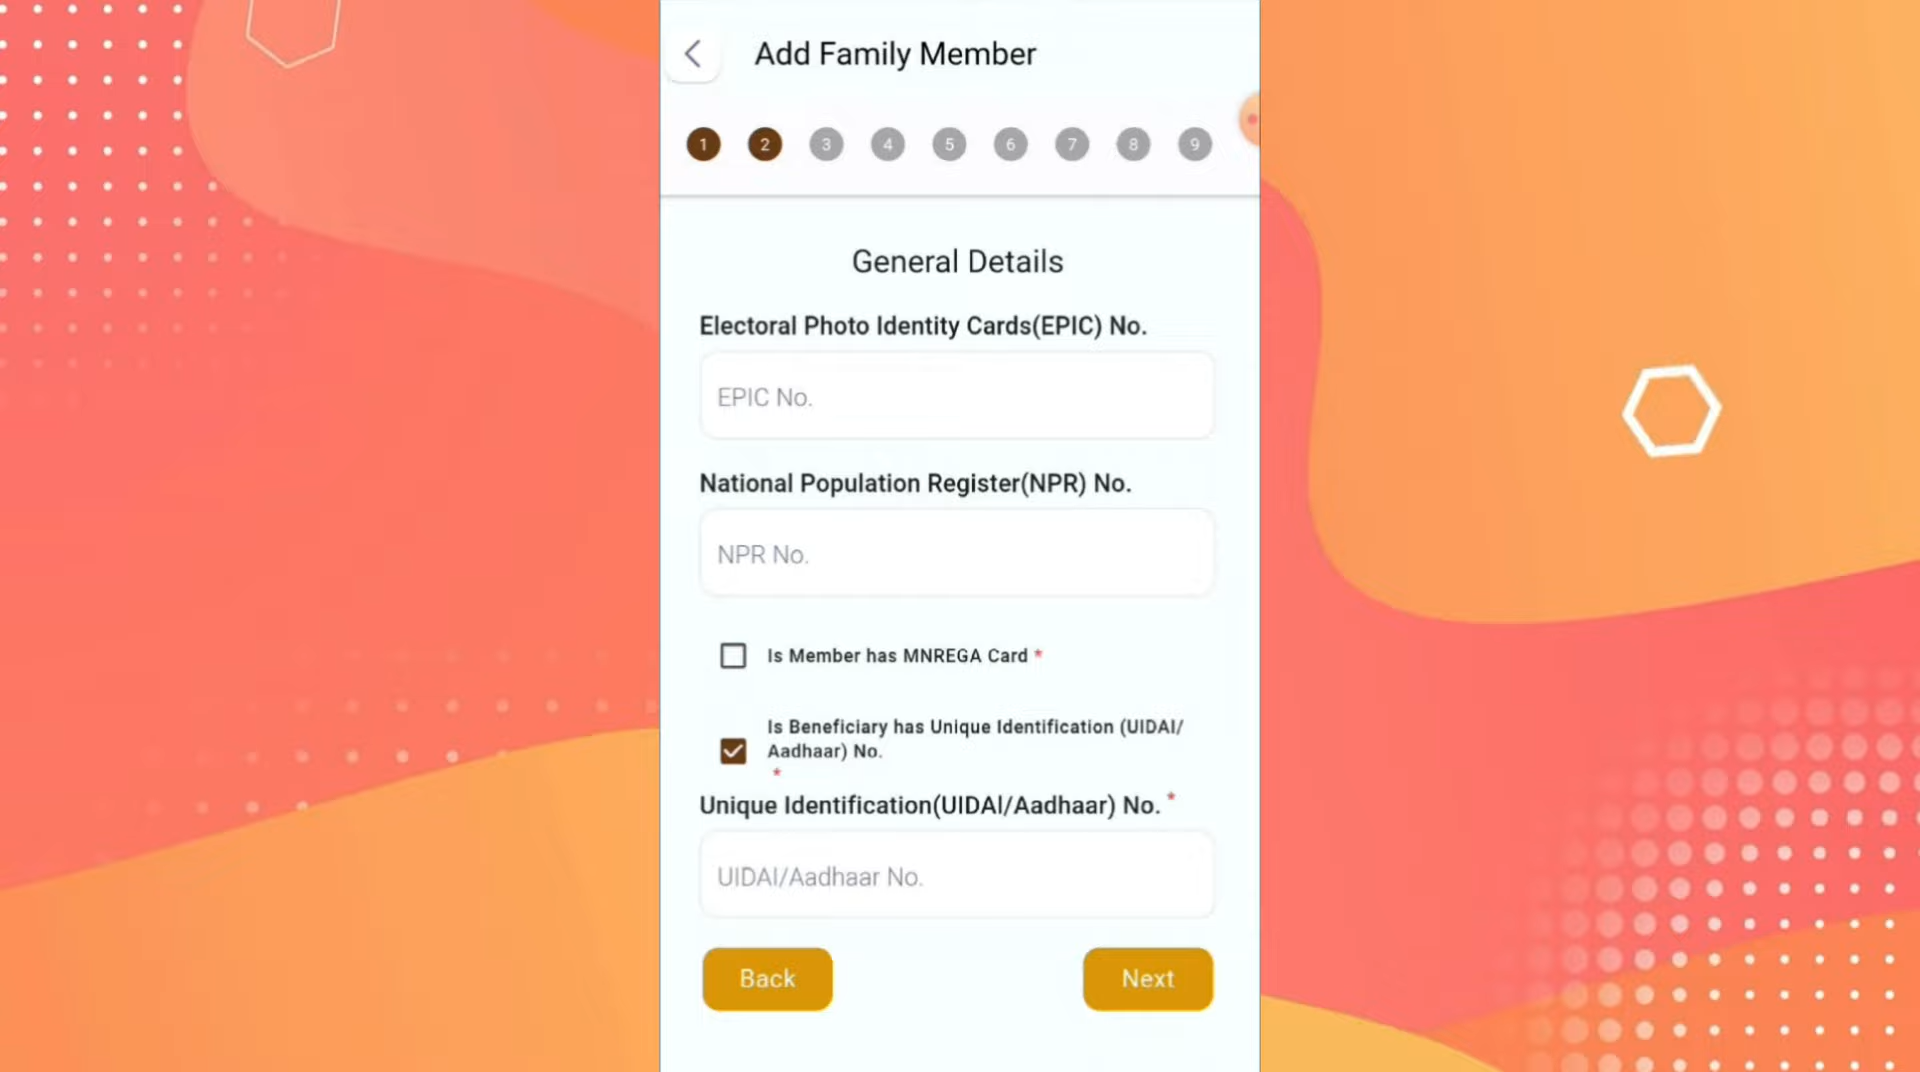 Add Family Member
1 2 3 4 5 6 7 8 9
General Details
Electoral Photo Identity Cards(EPIC) No.
EPIC No.
National Population Register(NPR) No.
NPR No.
Is Member has MNREGA Card *
Is Beneficiary has Unique Identification (UIDAI/
Aadhaar) No.
*
Unique Identification(UIDAI/Aadhaar) No. *
UIDAI/Aadhaar No.
Back Next